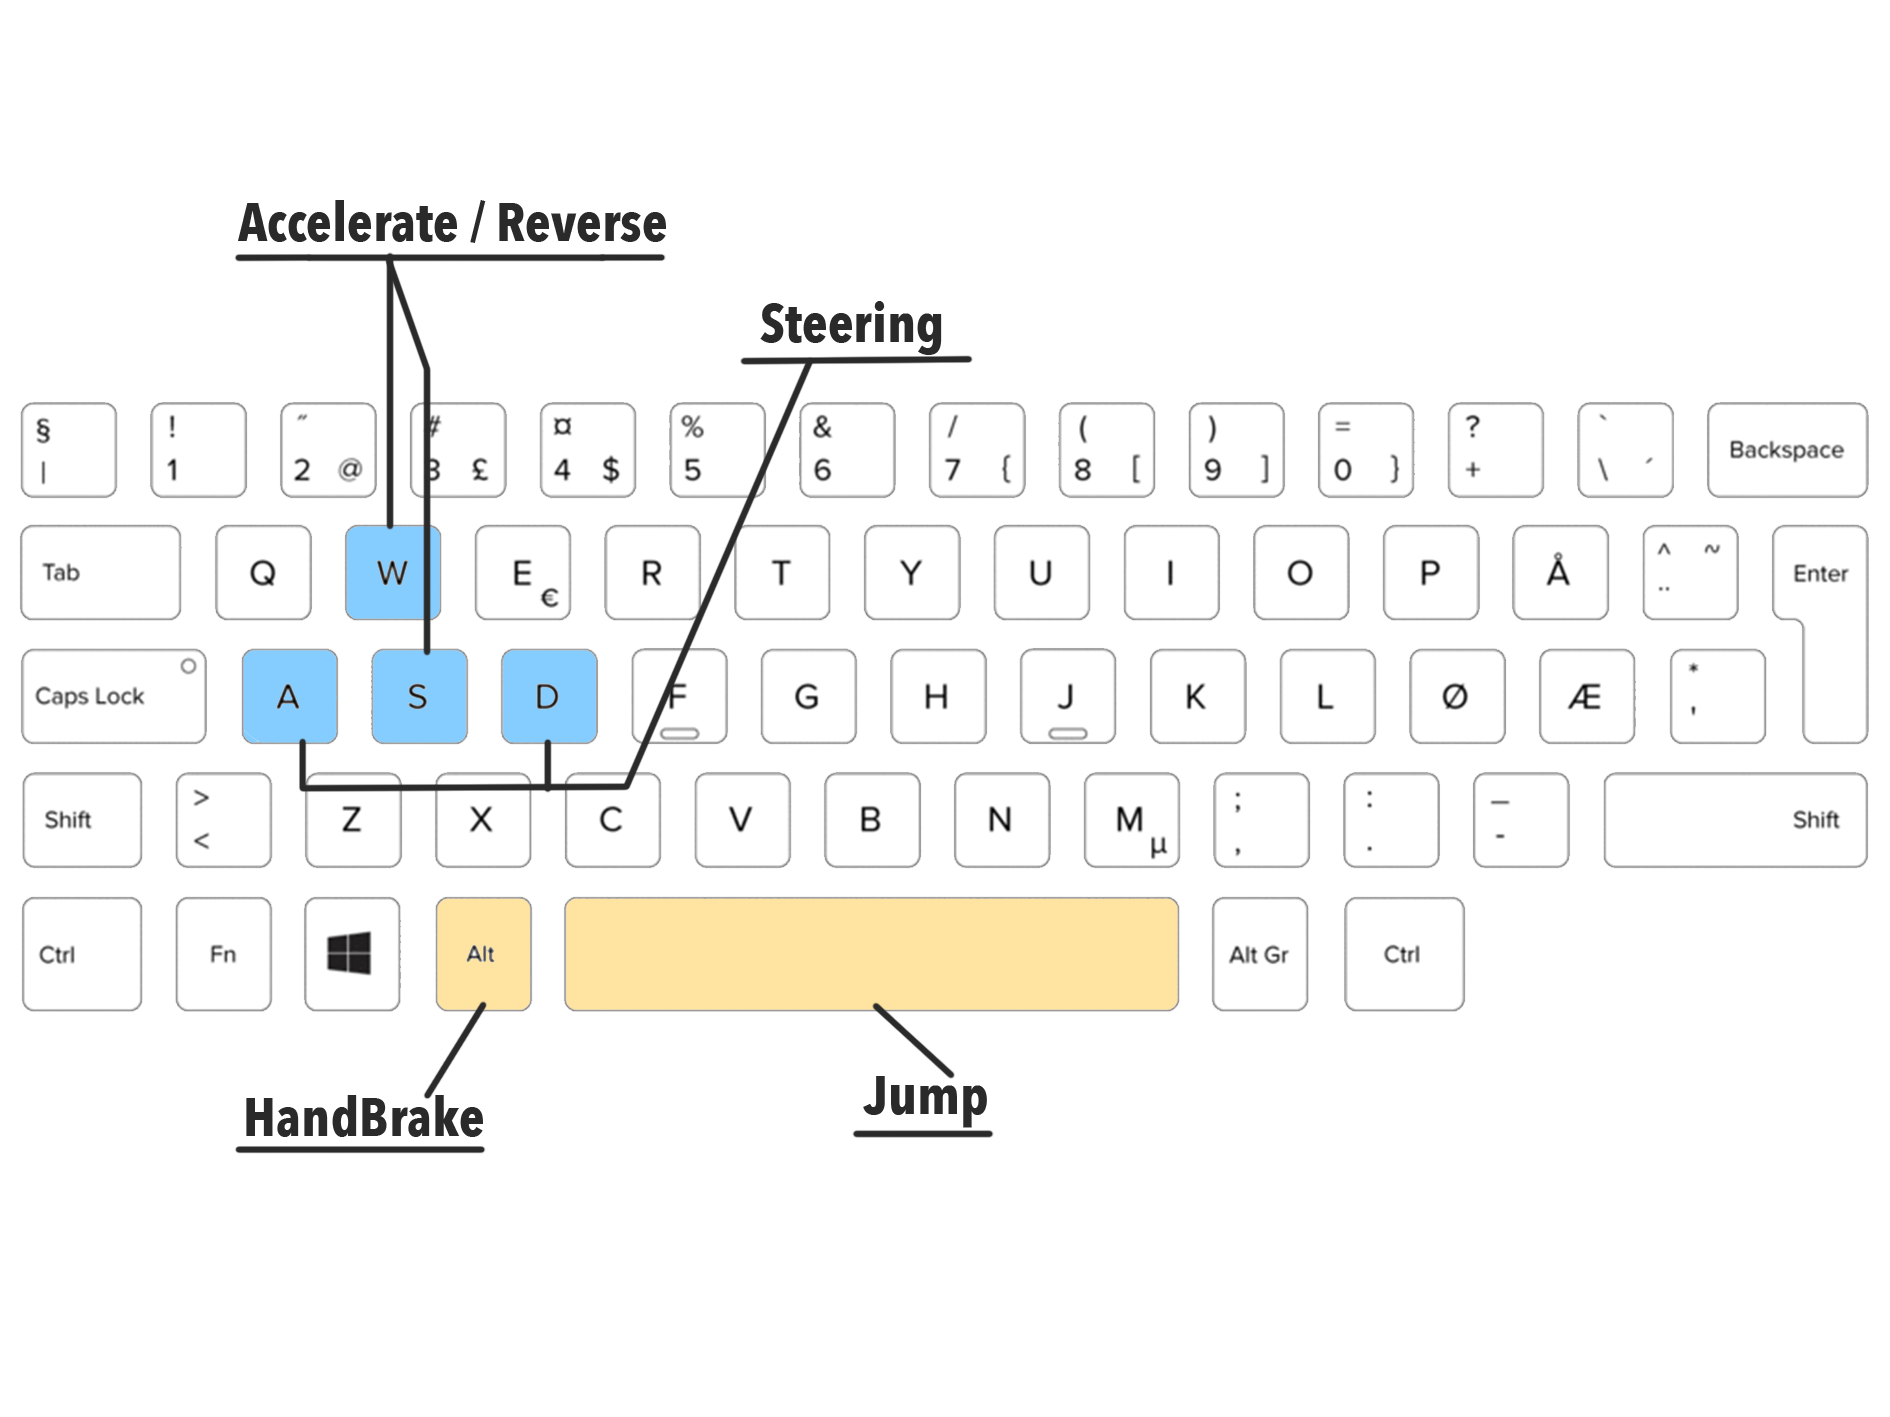 Accelerate / Reverse
Steering
§ ! ˝ # ¤ % & / ( ) = ? `
| 1 2 @ 3 £ 4 $ 5 6 7 { 8 [ 9 ] 0 } + \ ´ Backspace
Tab Q W E € R T Y U I O P Å ^ ~ ¨ Enter
Caps Lock A S D F G H J K L Ø Æ * '
Shift > < Z X C V B N M µ ; , : . _ - Shift
Ctrl Fn Alt Alt Gr Ctrl
HandBrake
Jump